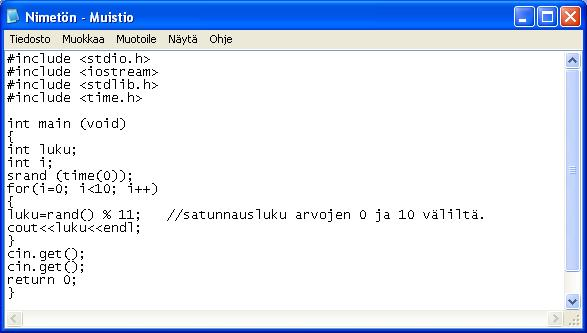 Nimetön - Muistio
Tiedosto Muokkaa Muotoile Näytä Ohje
#include <stdio.h>
#include <iostream>
#include <stdlib.h>
#include <time.h>
int main (void)
{
int luku;
int i;
srand (time(0));
for(i=0; i<10; i++)
{
luku=rand() % 11;   //satunnausluku arvojen 0 ja 10 väliltä.
cout<<luku<<endl;
}
cin.get();
cin.get();
return 0;
}